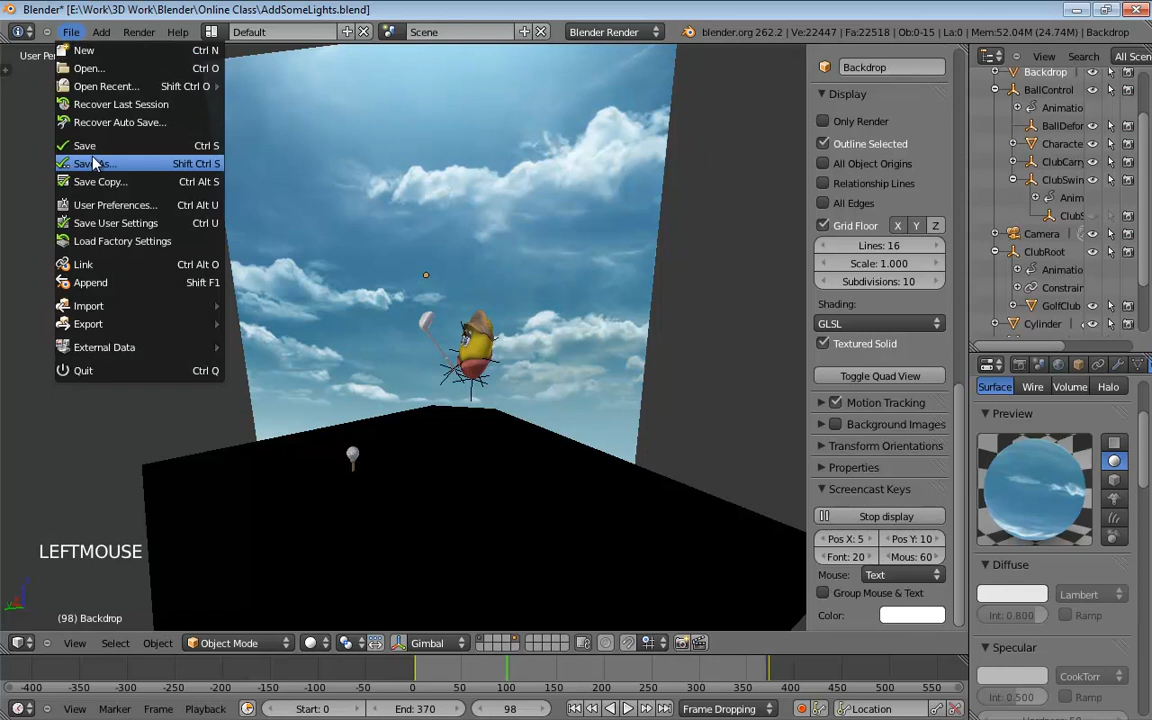 Blender* [E:\Work\3D Work\Blender\Online Class\AddSomeLights.blend]
File Add Render Help Default Scene Blender Render blender.org 262.2 | Ve:22447 | Fa:22518 | Ob:0-15 | La:0 | Mem:52.04M (24.74M) | Backdrop
User Per
New Ctrl N
Open... Ctrl O
Open Recent... Shift Ctrl O
Recover Last Session
Recover Auto Save...
Save Ctrl S
Save As... Shift Ctrl S
Save Copy... Ctrl Alt S
User Preferences... Ctrl Alt U
Save User Settings Ctrl U
Load Factory Settings
Link Ctrl Alt O
Append Shift F1
Import
Export
External Data
Quit Ctrl Q
LEFTMOUSE
(98) Backdrop
Backdrop
Display
Only Render
Outline Selected
All Object Origins
Relationship Lines
All Edges
Grid Floor X Y Z
Lines: 16
Scale: 1.000
Subdivisions: 10
Shading:
GLSL
Textured Solid
Toggle Quad View
Motion Tracking
Background Images
Transform Orientations
Properties
Screencast Keys
Stop display
Pos X: 5 Pos Y: 10
Font: 20 Mous: 60
Mouse: Text
Group Mouse & Text
Color:
View Search All Scen
Backdrop
BallControl
Animatio
BallDefor
Characte
ClubCarry
ClubSwin
Anim
ClubS
Camera
ClubRoot
Animatio
Constrain
GolfClub
Cylinder
Surface Wire Volume Halo
Preview
Diffuse
Lambert
Int: 0.800 Ramp
Specular
CookTorr
Int: 0.500 Ramp
View Select Object Object Mode Gimbal
-400 -350 -300 -250 -200 -150 -100 -50 0 50 100 150 200 250 300 350 400 450 500 550
View Marker Frame Playback Start: 0 End: 370 98 Frame Dropping Location